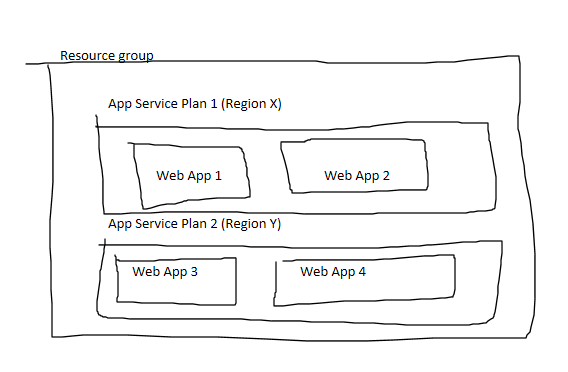 Resource group
App Service Plan 1 (Region X)
Web App 1
Web App 2
App Service Plan 2 (Region Y)
Web App 3
Web App 4